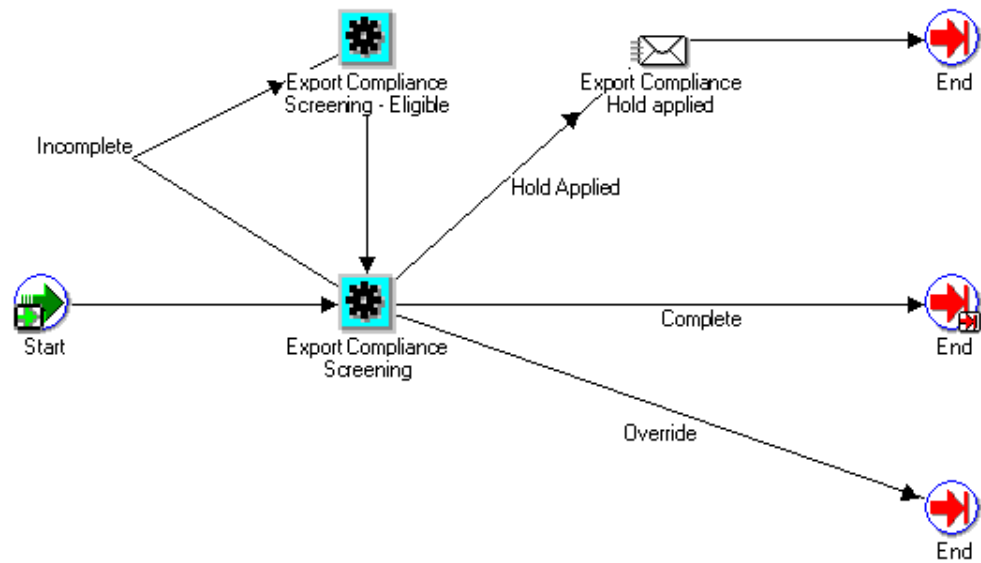 Export Compliance
Screening - Eligible
Export Compliance
Hold applied
End
Incomplete
Hold Applied
Start
Export Compliance
Screening
Complete
End
Override
End